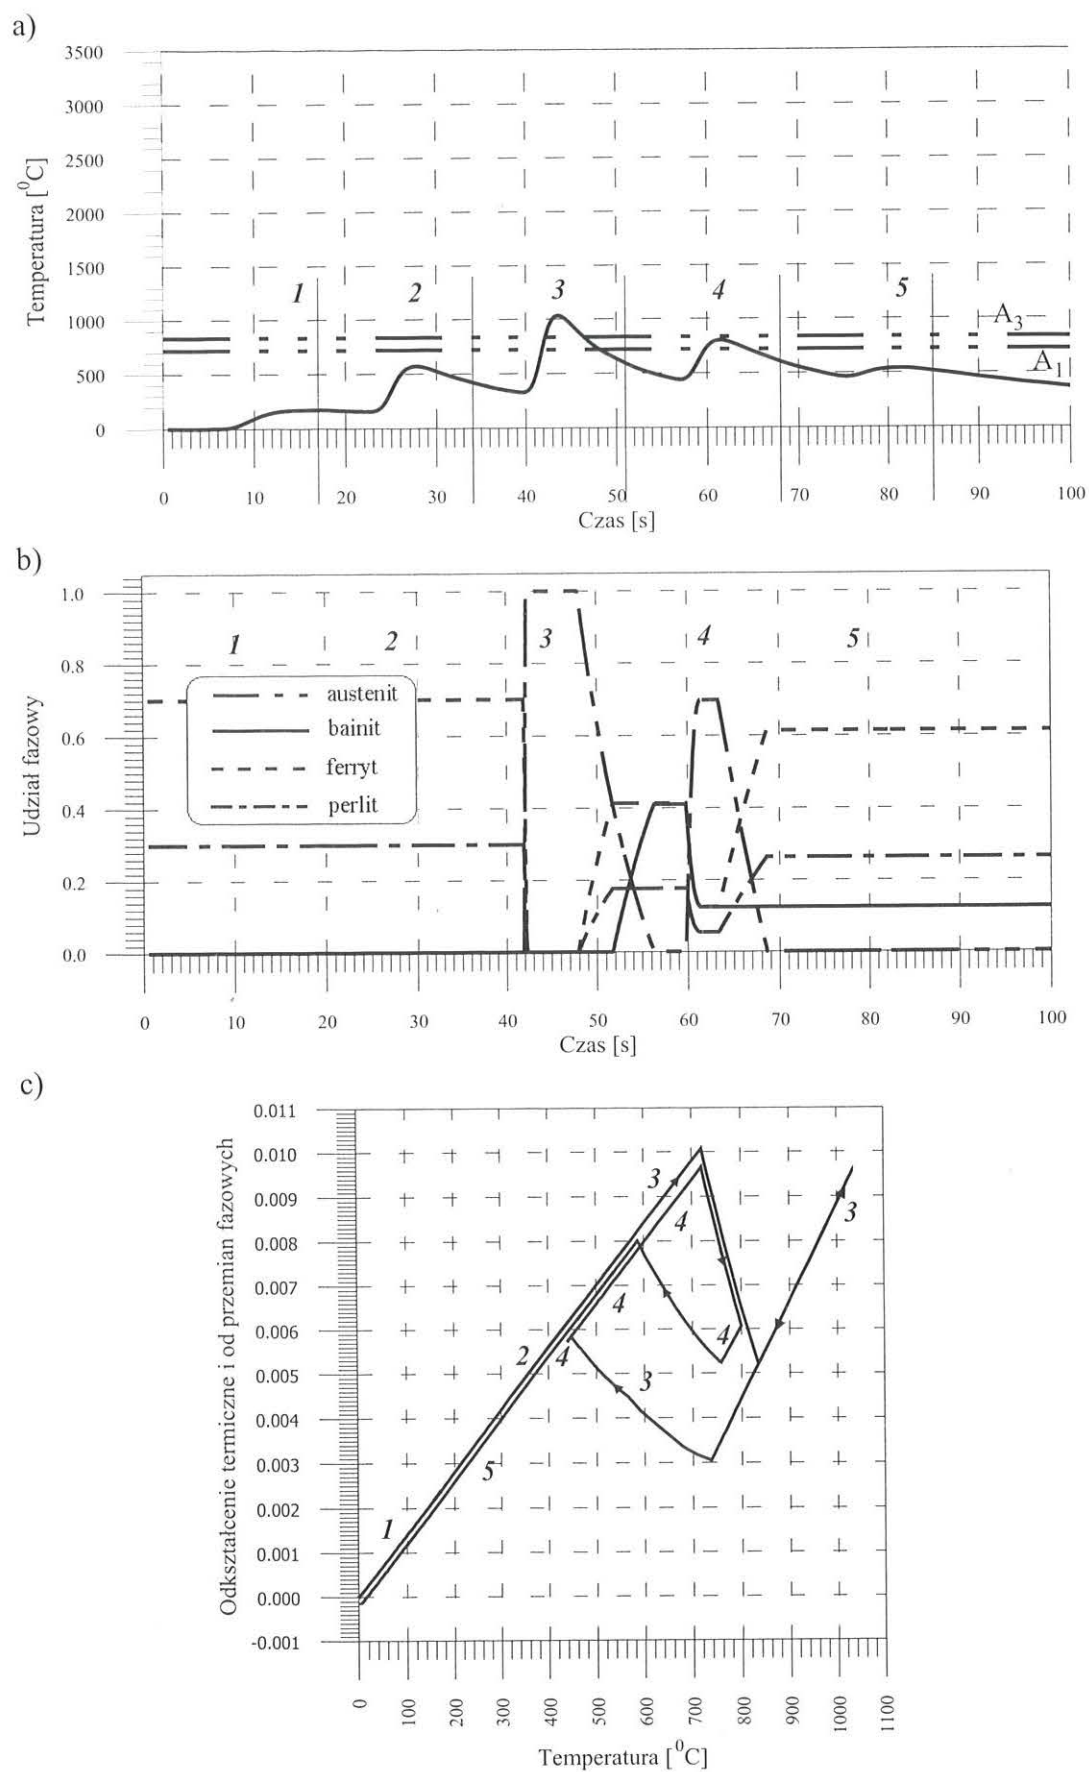 a)
3500
3000
2500
2000
1500
1000
500
0
Temperatura [⁰C]
1 2 3 4 5
A₃
A₁
0 10 20 30 40 50 60 70 80 90 100
Czas [s]
b)
1.0
0.8
0.6
0.4
0.2
0.0
Udział fazowy
1 2 3 4 5
austenit
bainit
ferryt
perlit
0 10 20 30 40 50 60 70 80 90 100
Czas [s]
c)
0.011
0.010
0.009
0.008
0.007
0.006
0.005
0.004
0.003
0.002
0.001
0.000
-0.001
Odkształcenie termiczne i od przemian fazowych
3
4
3
4
4
2
4
3
5
1
0 100 200 300 400 500 600 700 800 900 1000 1100
Temperatura [⁰C]